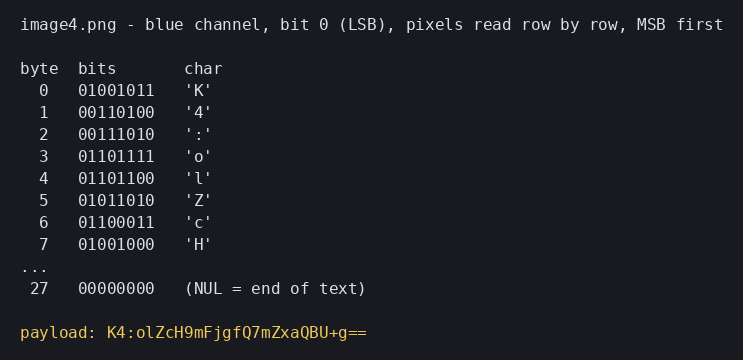 image4.png - blue channel, bit 0 (LSB), pixels read row by row, MSB first
byte  bits       char
  0   01001011   'K'
  1   00110100   '4'
  2   00111010   ':'
  3   01101111   'o'
  4   01101100   'l'
  5   01011010   'Z'
  6   01100011   'c'
  7   01001000   'H'
...
 27   00000000   (NUL = end of text)
payload: K4:olZcH9mFjgfQ7mZxaQBU+g==